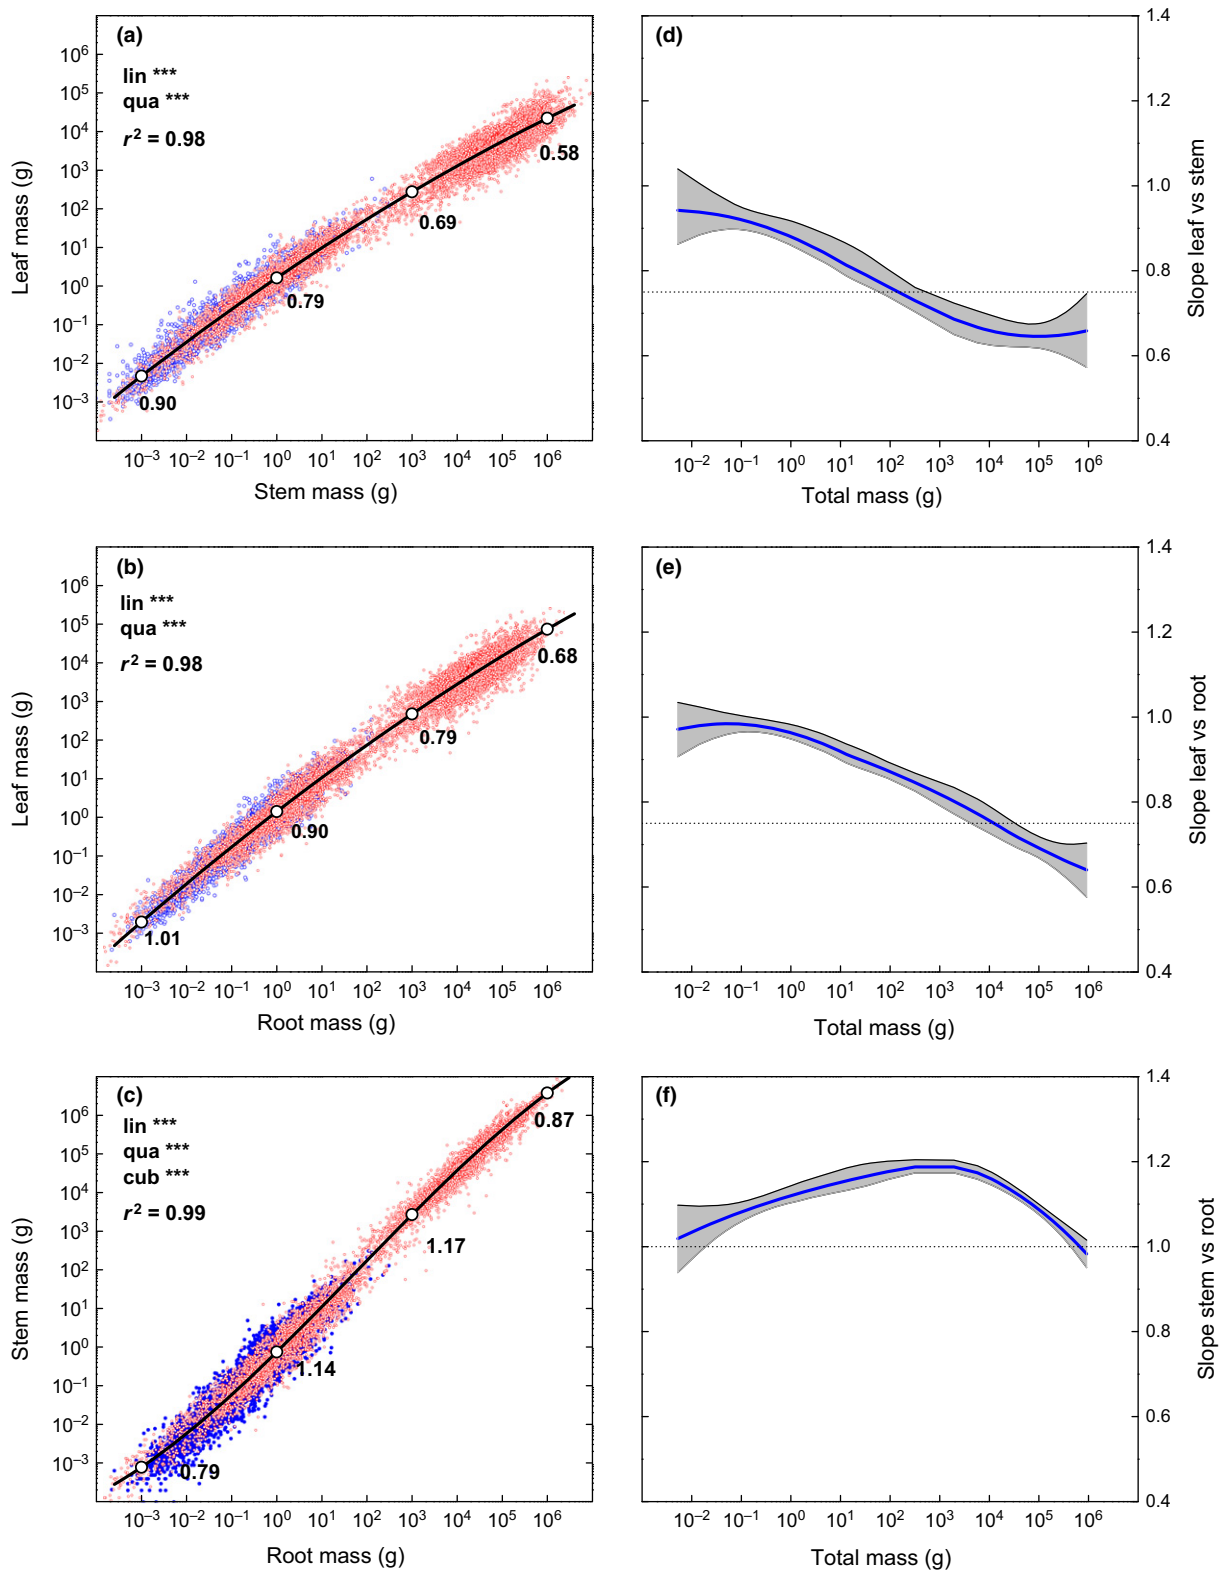 (a)
lin ***
qua ***
r² = 0.98
10⁶
10⁵
10⁴
10³
10²
10¹
10⁰
10⁻¹
10⁻²
10⁻³
Leaf mass (g)
0.90
0.79
0.69
0.58
10⁻³ 10⁻² 10⁻¹ 10⁰ 10¹ 10² 10³ 10⁴ 10⁵ 10⁶
Stem mass (g)
(d)
1.4
1.2
1.0
0.8
0.6
0.4
Slope leaf vs stem
10⁻² 10⁻¹ 10⁰ 10¹ 10² 10³ 10⁴ 10⁵ 10⁶
Total mass (g)
(b)
lin ***
qua ***
r² = 0.98
10⁶
10⁵
10⁴
10³
10²
10¹
10⁰
10⁻¹
10⁻²
10⁻³
Leaf mass (g)
1.01
0.90
0.79
0.68
10⁻³ 10⁻² 10⁻¹ 10⁰ 10¹ 10² 10³ 10⁴ 10⁵ 10⁶
Root mass (g)
(e)
1.4
1.2
1.0
0.8
0.6
0.4
Slope leaf vs root
10⁻² 10⁻¹ 10⁰ 10¹ 10² 10³ 10⁴ 10⁵ 10⁶
Total mass (g)
(c)
lin ***
qua ***
cub ***
r² = 0.99
10⁶
10⁵
10⁴
10³
10²
10¹
10⁰
10⁻¹
10⁻²
10⁻³
Stem mass (g)
0.79
1.14
1.17
0.87
10⁻³ 10⁻² 10⁻¹ 10⁰ 10¹ 10² 10³ 10⁴ 10⁵ 10⁶
Root mass (g)
(f)
1.4
1.2
1.0
0.8
0.6
0.4
Slope stem vs root
10⁻² 10⁻¹ 10⁰ 10¹ 10² 10³ 10⁴ 10⁵ 10⁶
Total mass (g)